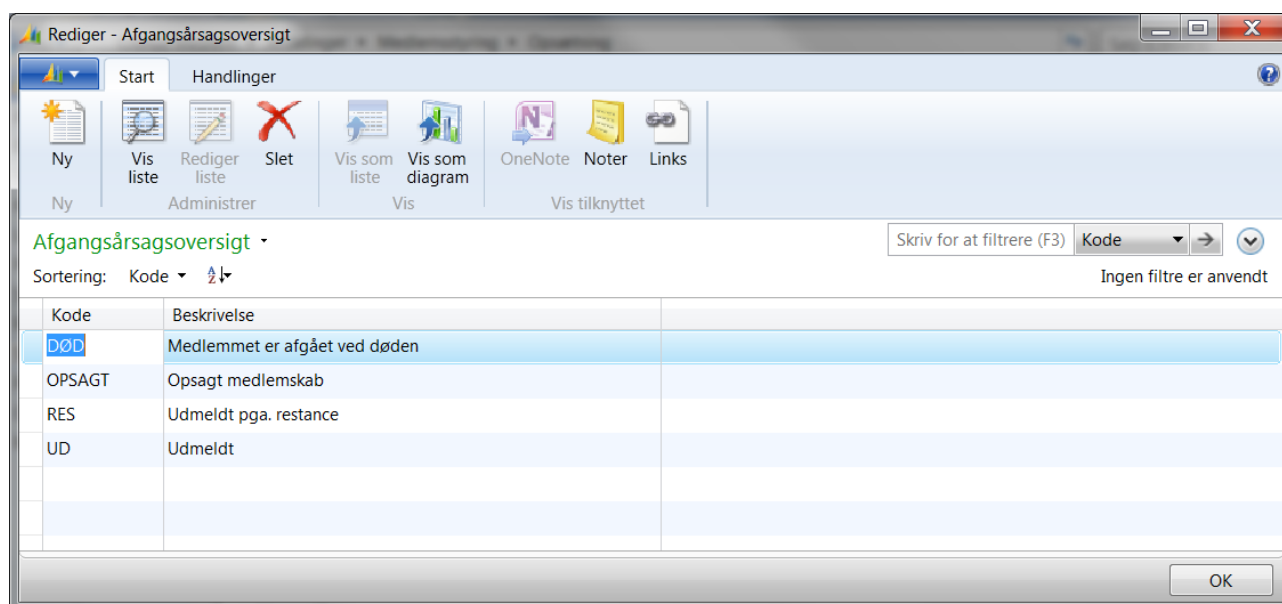 Rediger - Afgangsårsagsoversigt
Start Handlinger
Ny Vis liste Rediger liste Slet Vis som liste Vis som diagram OneNote Noter Links
Ny Administrer Vis Vis tilknyttet
Afgangsårsagsoversigt Skriv for at filtrere (F3) Kode
Sortering: Kode Ingen filtre er anvendt
Kode Beskrivelse
DØD Medlemmet er afgået ved døden
OPSAGT Opsagt medlemskab
RES Udmeldt pga. restance
UD Udmeldt
OK